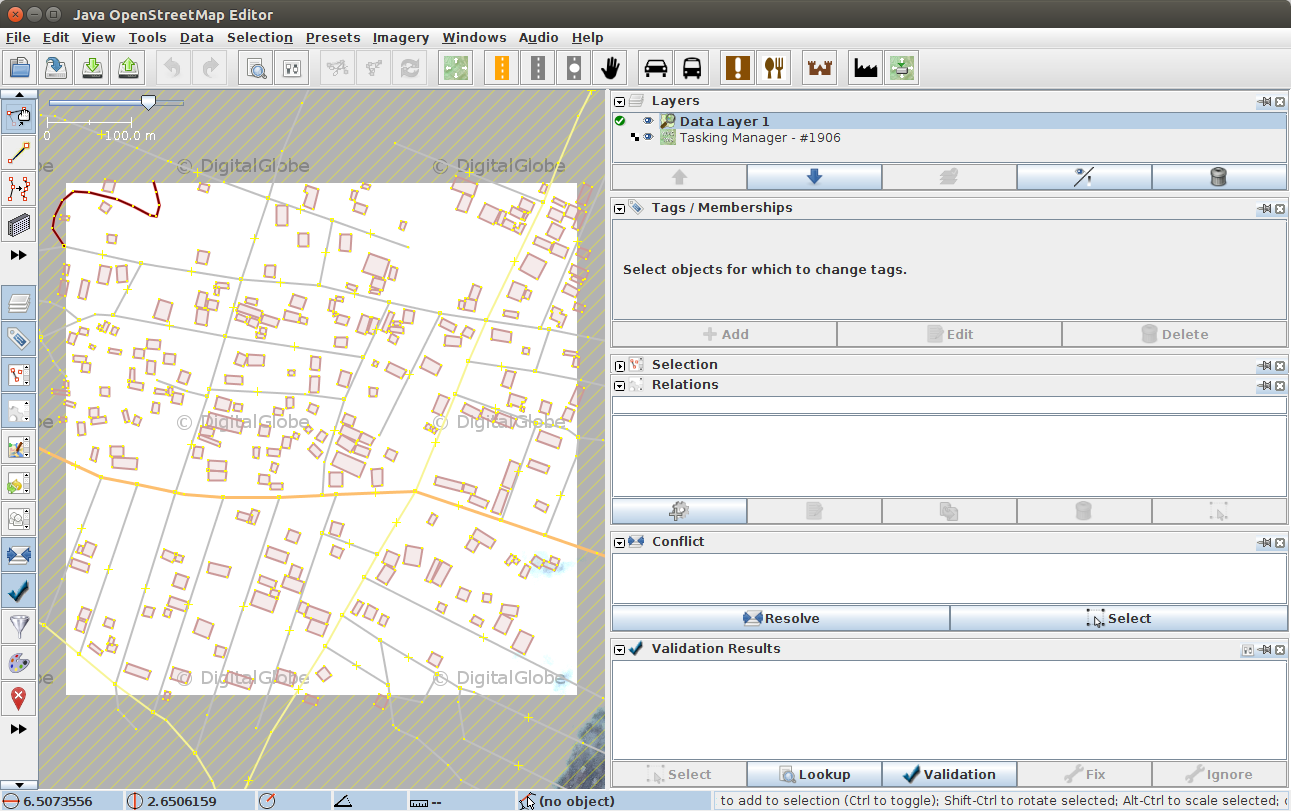 Java OpenStreetMap Editor
File Edit View Tools Data Selection Presets Imagery Windows Audio Help
0 100.0 m
© DigitalGlobe © DigitalGlobe
© DigitalGlobe © DigitalGlobe
© DigitalGlobe © DigitalGlobe
Layers
Data Layer 1
Tasking Manager - #1906
Tags / Memberships
Select objects for which to change tags.
Add Edit Delete
Selection
Relations
Conflict
Resolve Select
Validation Results
Select Lookup Validation Fix Ignore
6.5073556 2.6506159 -- (no object) to add to selection (Ctrl to toggle); Shift-Ctrl to rotate selected; Alt-Ctrl to scale selected;